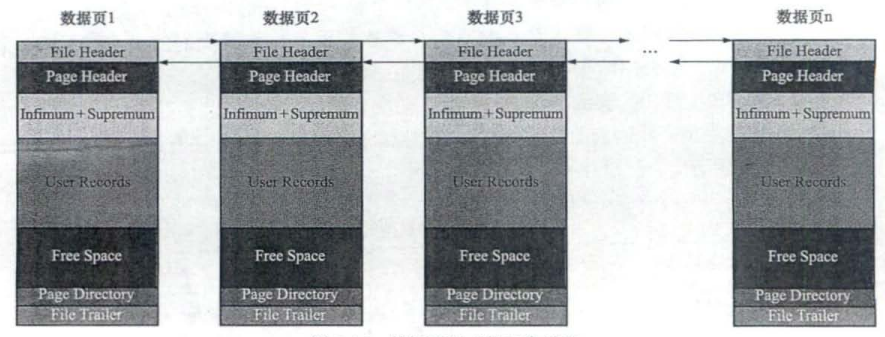 数据页1 数据页2 数据页3 数据页n
File Header File Header File Header ... File Header
Page Header Page Header Page Header Page Header
Infimum+Supremum Infimum+Supremum Infimum+Supremum Infimum+Supremum
User Records User Records User Records User Records
Free Space Free Space Free Space Free Space
Page Directory Page Directory Page Directory Page Directory
File Trailer File Trailer File Trailer File Trailer